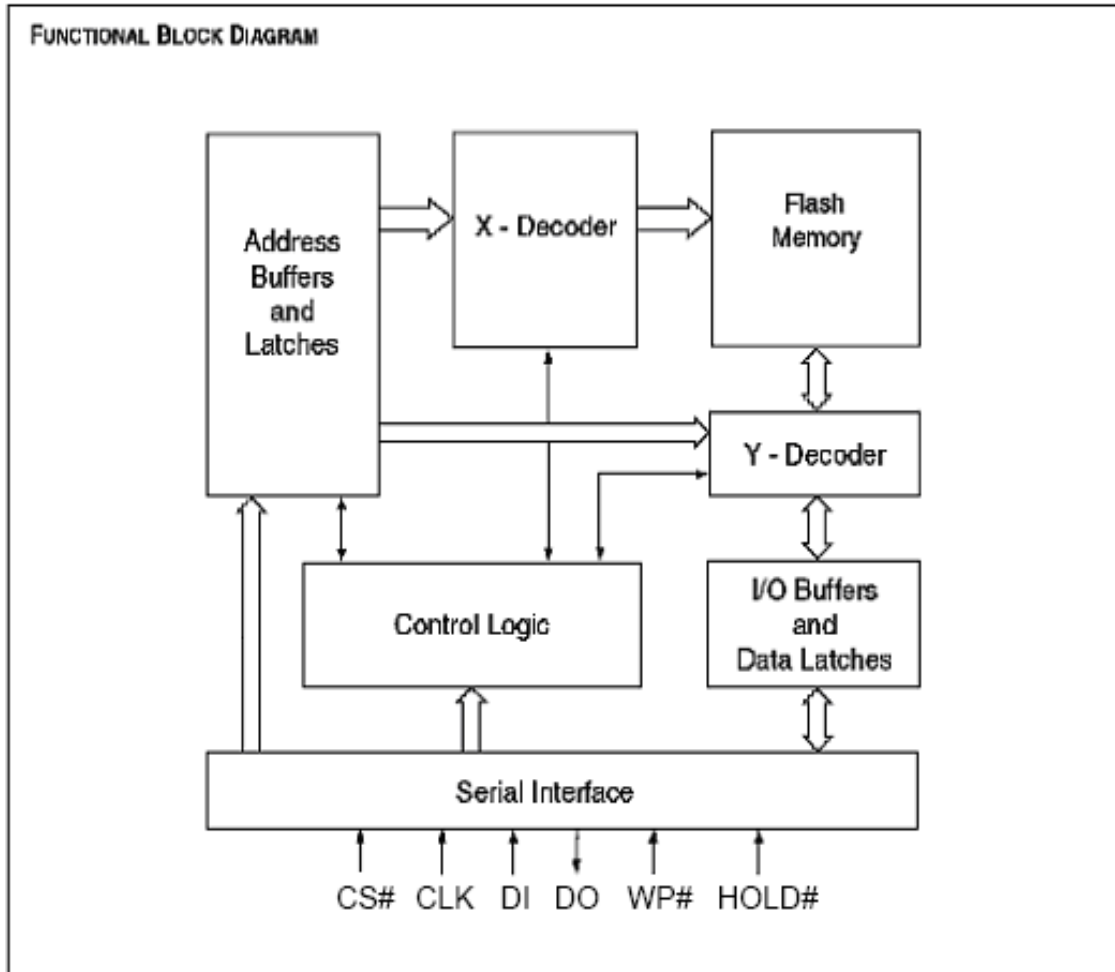 FUNCTIONAL BLOCK DIAGRAM
Address
Buffers
and
Latches
X - Decoder
Flash
Memory
Y - Decoder
Control Logic
I/O Buffers
and
Data Latches
Serial Interface
CS# CLK DI DO WP# HOLD#